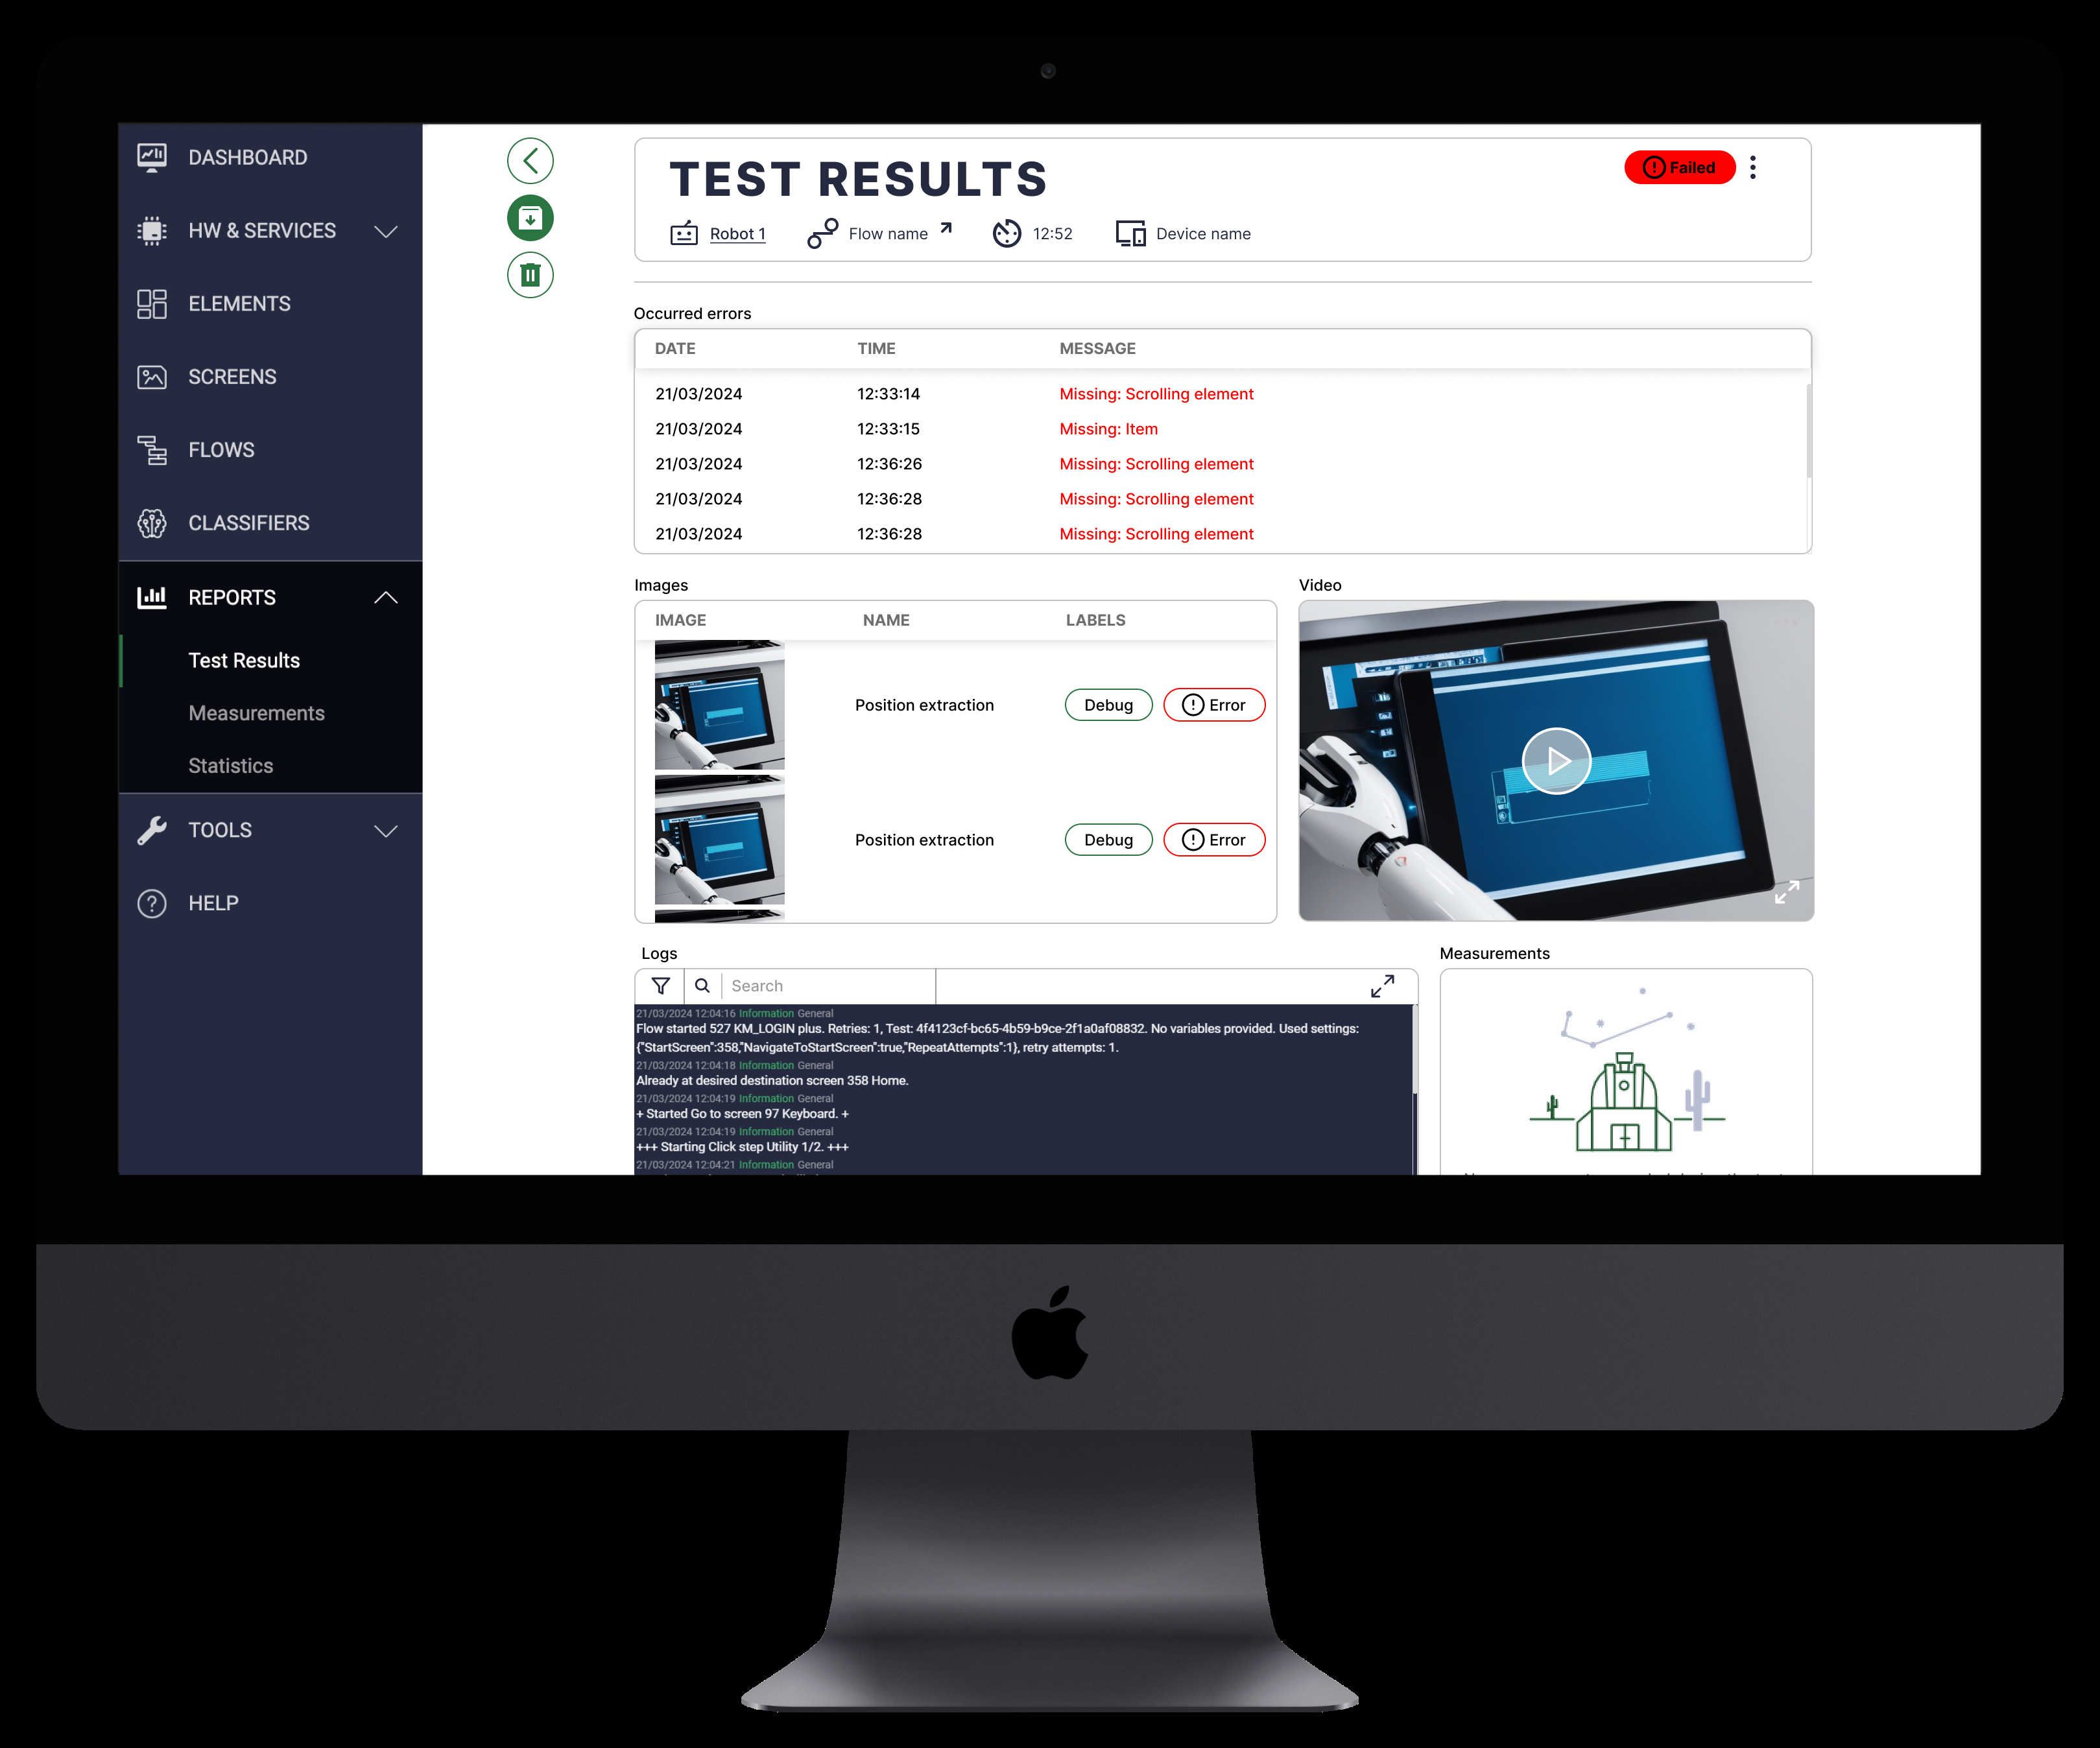 DASHBOARD
HW & SERVICES
ELEMENTS
SCREENS
FLOWS
CLASSIFIERS
REPORTS
Test Results
Measurements
Statistics
TOOLS
HELP
TEST RESULTS
Failed
Robot 1
Flow name
12:52
Device name
Occurred errors
DATE TIME MESSAGE
21/03/2024 12:33:14 Missing: Scrolling element
21/03/2024 12:33:15 Missing: Item
21/03/2024 12:36:26 Missing: Scrolling element
21/03/2024 12:36:28 Missing: Scrolling element
21/03/2024 12:36:28 Missing: Scrolling element
Images
IMAGE NAME LABELS
Position extraction Debug Error
Position extraction Debug Error
Video
Logs
Search
21/03/2024 12:04:16 Information General
Flow started 527 KM_LOGIN plus. Retries: 1, Test: 4f4123cf-bc65-4b59-b9ce-2f1a0af08832. No variables provided. Used settings:
{"StartScreen":358,"NavigateToStartScreen":true,"RepeatAttempts":1}, retry attempts: 1.
21/03/2024 12:04:18 Information General
Already at desired destination screen 358 Home.
21/03/2024 12:04:19 Information General
+ Started Go to screen 97 Keyboard. +
21/03/2024 12:04:19 Information General
+++ Starting Click step Utility 1/2. +++
21/03/2024 12:04:21 Information General
Measurements